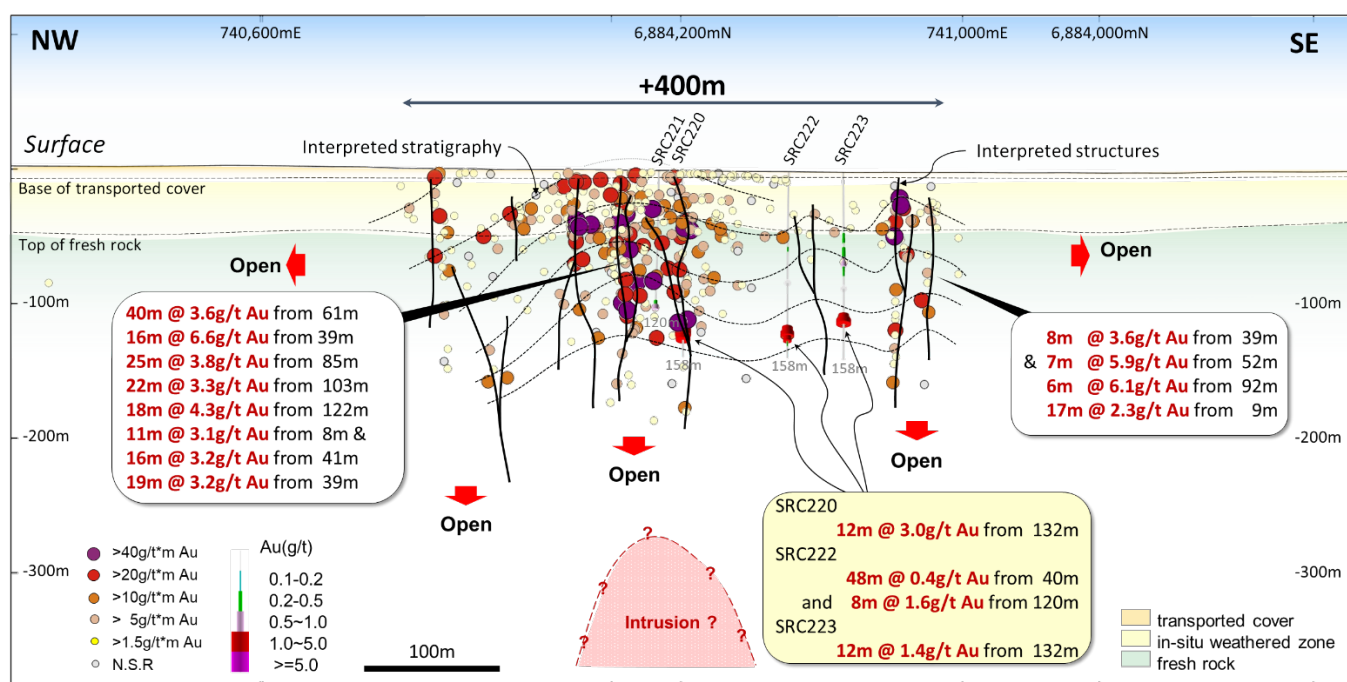 NW
740,600mE
6,884,200mN
741,000mE
6,884,000mN
SE
+400m
Surface
Interpreted stratigraphy
SRC221
SRC220
SRC222
SRC223
Interpreted structures
Base of transported cover
Top of fresh rock
Open
Open
-100m
-100m
120m
158m
158m
158m
40m @ 3.6g/t Au from 61m
16m @ 6.6g/t Au from 39m
25m @ 3.8g/t Au from 85m
22m @ 3.3g/t Au from 103m
18m @ 4.3g/t Au from 122m
11m @ 3.1g/t Au from 8m &
16m @ 3.2g/t Au from 41m
19m @ 3.2g/t Au from 39m
8m @ 3.6g/t Au from 39m
& 7m @ 5.9g/t Au from 52m
6m @ 6.1g/t Au from 92m
17m @ 2.3g/t Au from 9m
-200m
-200m
Open
Open
Open
SRC220
12m @ 3.0g/t Au from 132m
SRC222
48m @ 0.4g/t Au from 40m
and 8m @ 1.6g/t Au from 120m
SRC223
12m @ 1.4g/t Au from 132m
-300m
-300m
? ? ? ? ? ?
Intrusion ?
>40g/t*m Au
>20g/t*m Au
>10g/t*m Au
> 5g/t*m Au
>1.5g/t*m Au
N.S.R
Au(g/t)
0.1-0.2
0.2-0.5
0.5~1.0
1.0~5.0
>=5.0
100m
transported cover
in-situ weathered zone
fresh rock